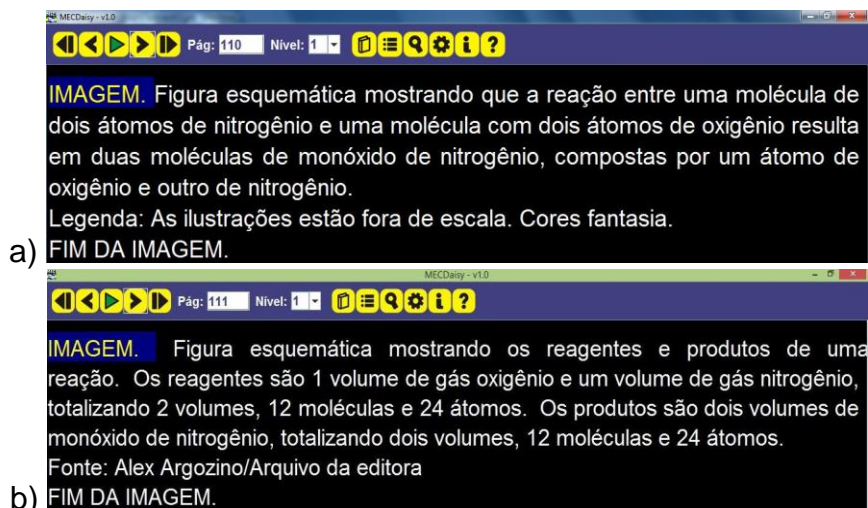 MECDaisy - v1.0
Pág: 110 Nível: 1
IMAGEM. Figura esquemática mostrando que a reação entre uma molécula de
dois átomos de nitrogênio e uma molécula com dois átomos de oxigênio resulta
em duas moléculas de monóxido de nitrogênio, compostas por um átomo de
oxigênio e outro de nitrogênio.
Legenda: As ilustrações estão fora de escala. Cores fantasia.
a) FIM DA IMAGEM.
MECDaisy - v1.0
Pág: 111 Nível: 1
IMAGEM. Figura esquemática mostrando os reagentes e produtos de uma
reação. Os reagentes são 1 volume de gás oxigênio e um volume de gás nitrogênio,
totalizando 2 volumes, 12 moléculas e 24 átomos. Os produtos são dois volumes de
monóxido de nitrogênio, totalizando dois volumes, 12 moléculas e 24 átomos.
Fonte: Alex Argozino/Arquivo da editora
b) FIM DA IMAGEM.